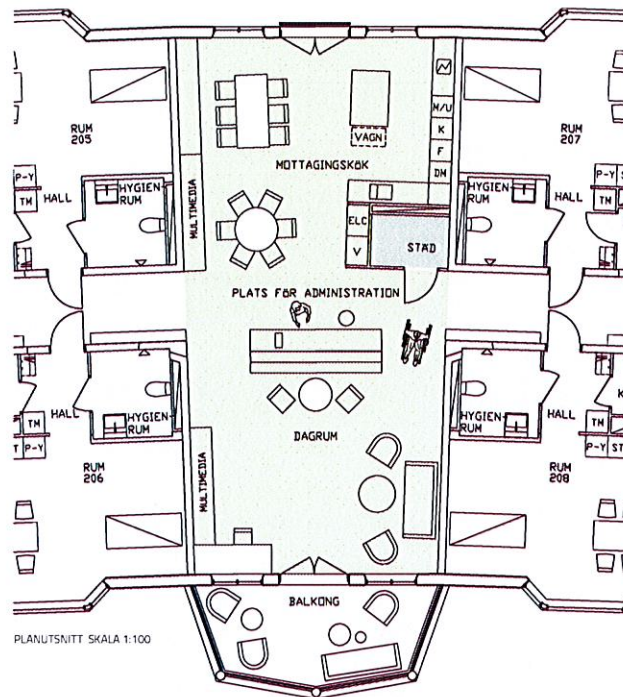 VAGN
M/U
K
F
DM
RUM
205
RUM
207
MOTTAGINGSKÖK
P-Y
TM
HALL
HYGIEN
RUM
MULTIMEDIA
ELC
V
STÄD
HYGIEN
RUM
HALL
P-Y
TM
PLATS FÖR ADMINISTRATION
HALL
TM
T
P-Y
HYGIEN
RUM
DAGRUM
HYGIEN
RUM
HALL
TM
P-Y
ST
K
RUM
206
MULTIMEDIA
RUM
208
BALKONG
PLANUTSNITT SKALA 1:100